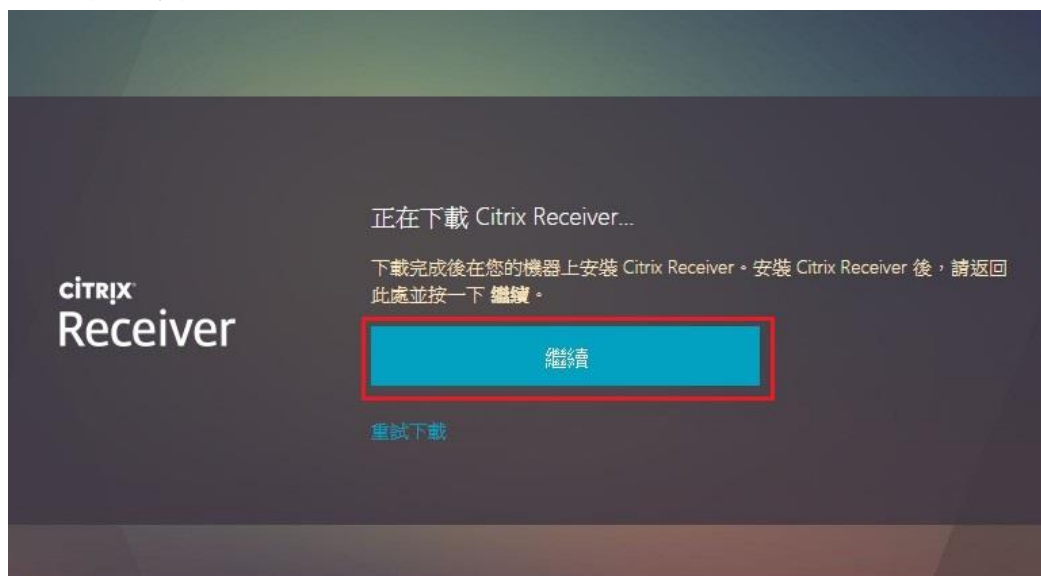 正在下載 Citrix Receiver...
下載完成後在您的機器上安裝 Citrix Receiver。安裝 Citrix Receiver 後，請返回
此處並按一下 繼續。
CITRIX
Receiver
繼續
重試下載